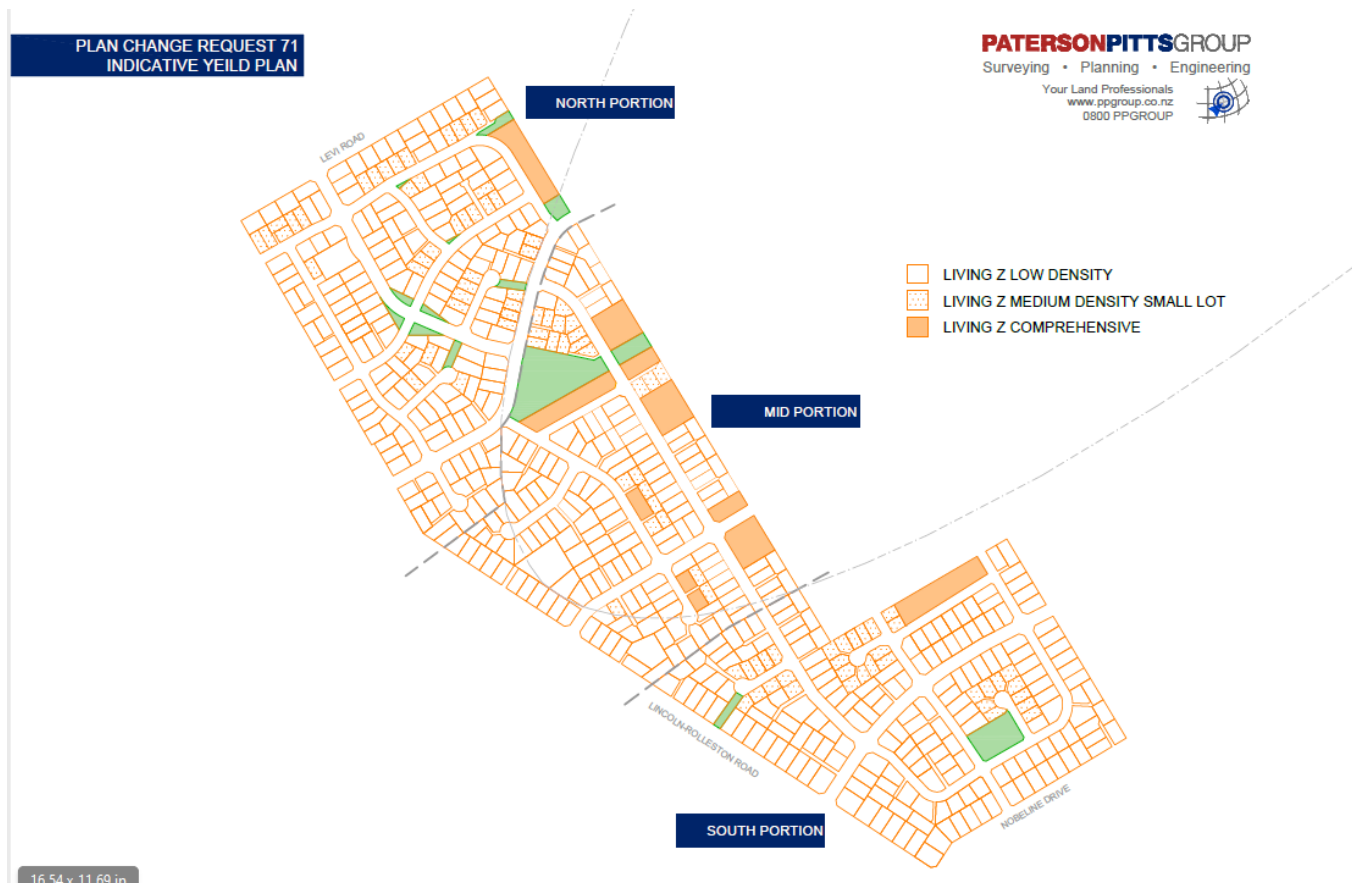 PLAN CHANGE REQUEST 71
INDICATIVE YEILD PLAN
PATERSONPITTSGROUP
Surveying • Planning • Engineering
Your Land Professionals
www.ppgroup.co.nz
0800 PPGROUP
NORTH PORTION
LEVI ROAD
LIVING Z LOW DENSITY
LIVING Z MEDIUM DENSITY SMALL LOT
LIVING Z COMPREHENSIVE
MID PORTION
LINCOLN-ROLLESTON ROAD
NOBELINE DRIVE
SOUTH PORTION
16.54 x 11.69 in